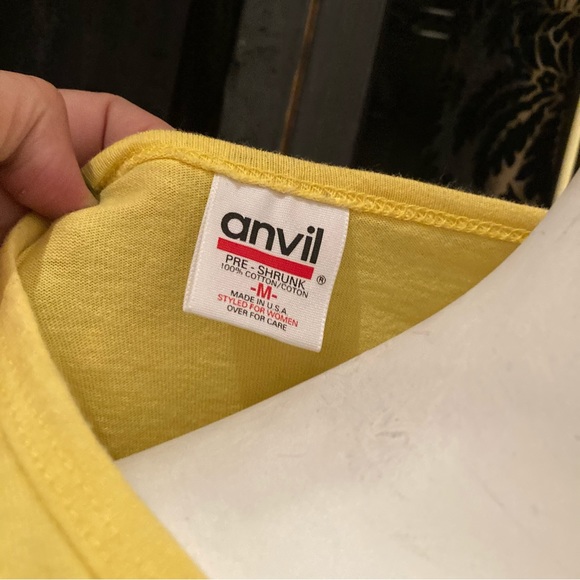 anvil
®
PRE-SHRUNK
100% COTTON/COTON
-M-
MADE IN U.S.A
STYLED FOR WOMEN
OVER FOR CARE